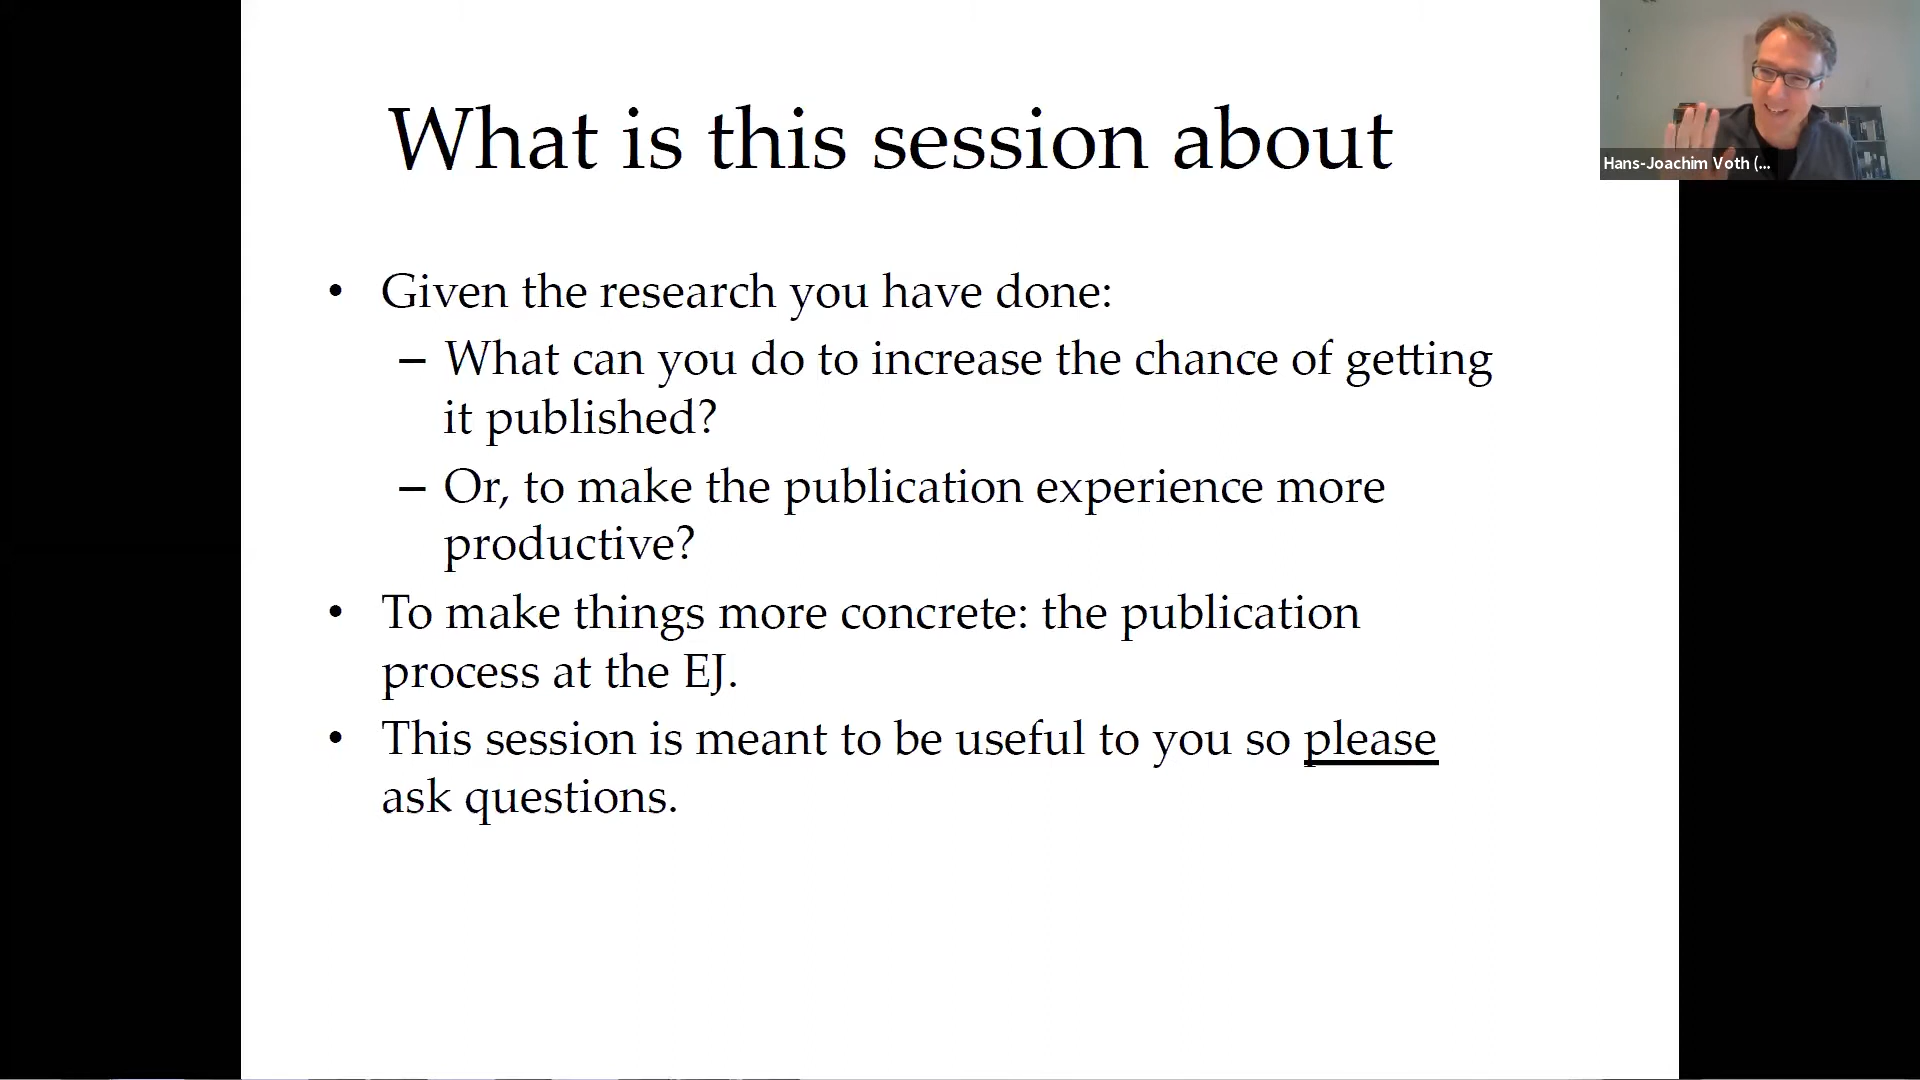 What is this session about
Hans-Joachim Voth (...
• Given the research you have done:
– What can you do to increase the chance of getting
it published?
– Or, to make the publication experience more
productive?
• To make things more concrete: the publication
process at the EJ.
• This session is meant to be useful to you so please
ask questions.